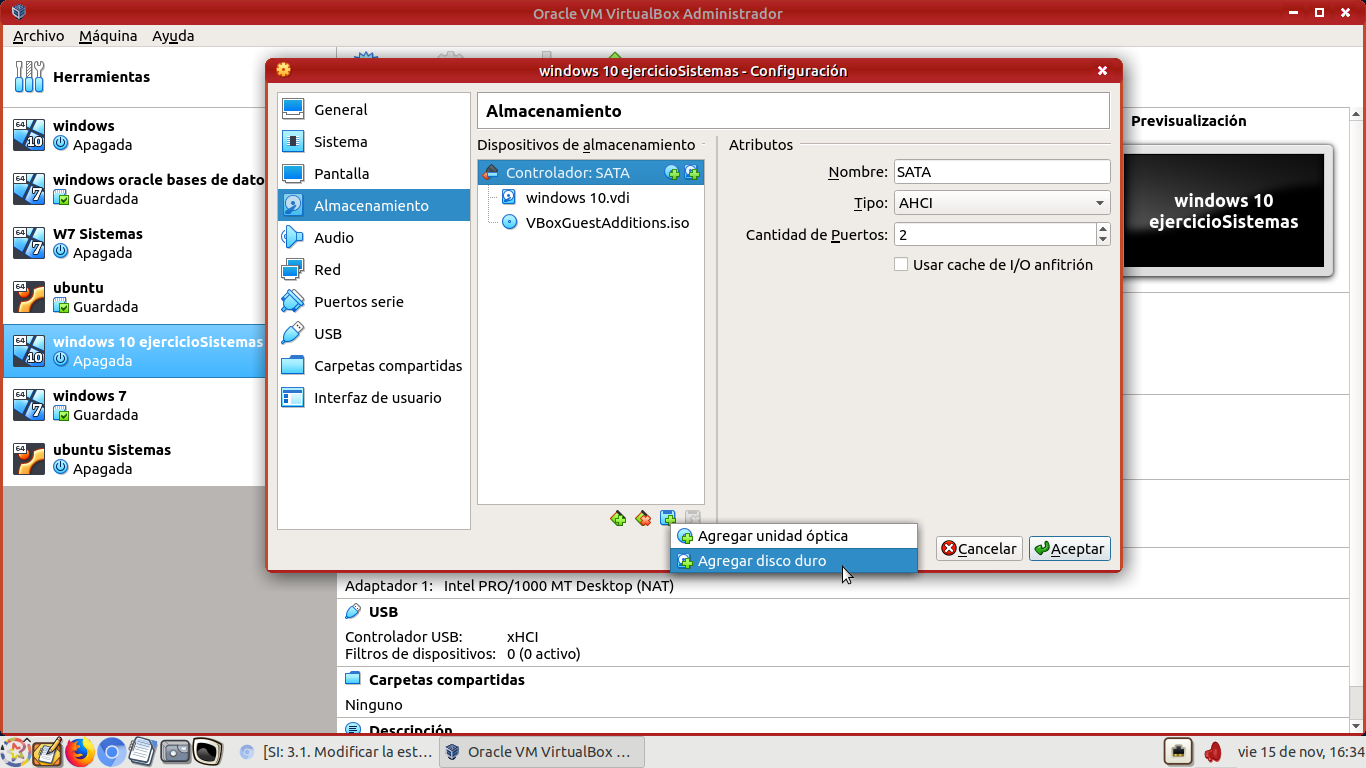 Oracle VM VirtualBox Administrador
Archivo Máquina Ayuda
Herramientas
windows
Apagada
windows oracle bases de dato
Guardada
W7 Sistemas
Apagada
ubuntu
Guardada
windows 10 ejercicioSistemas
Apagada
windows 7
Guardada
ubuntu Sistemas
Apagada
windows 10 ejercicioSistemas - Configuración
General
Sistema
Pantalla
Almacenamiento
Audio
Red
Puertos serie
USB
Carpetas compartidas
Interfaz de usuario
Almacenamiento
Dispositivos de almacenamiento
Controlador: SATA
windows 10.vdi
VBoxGuestAdditions.iso
Atributos
Nombre: SATA
Tipo: AHCI
Cantidad de Puertos: 2
Usar cache de I/O anfitrión
Agregar unidad óptica
Agregar disco duro
Cancelar Aceptar
Previsualización
windows 10
ejercicioSistemas
Adaptador 1: Intel PRO/1000 MT Desktop (NAT)
USB
Controlador USB: xHCI
Filtros de dispositivos: 0 (0 activo)
Carpetas compartidas
Ninguno
Descripción
[SI: 3.1. Modificar la est...
Oracle VM VirtualBox ...
vie 15 de nov, 16:34